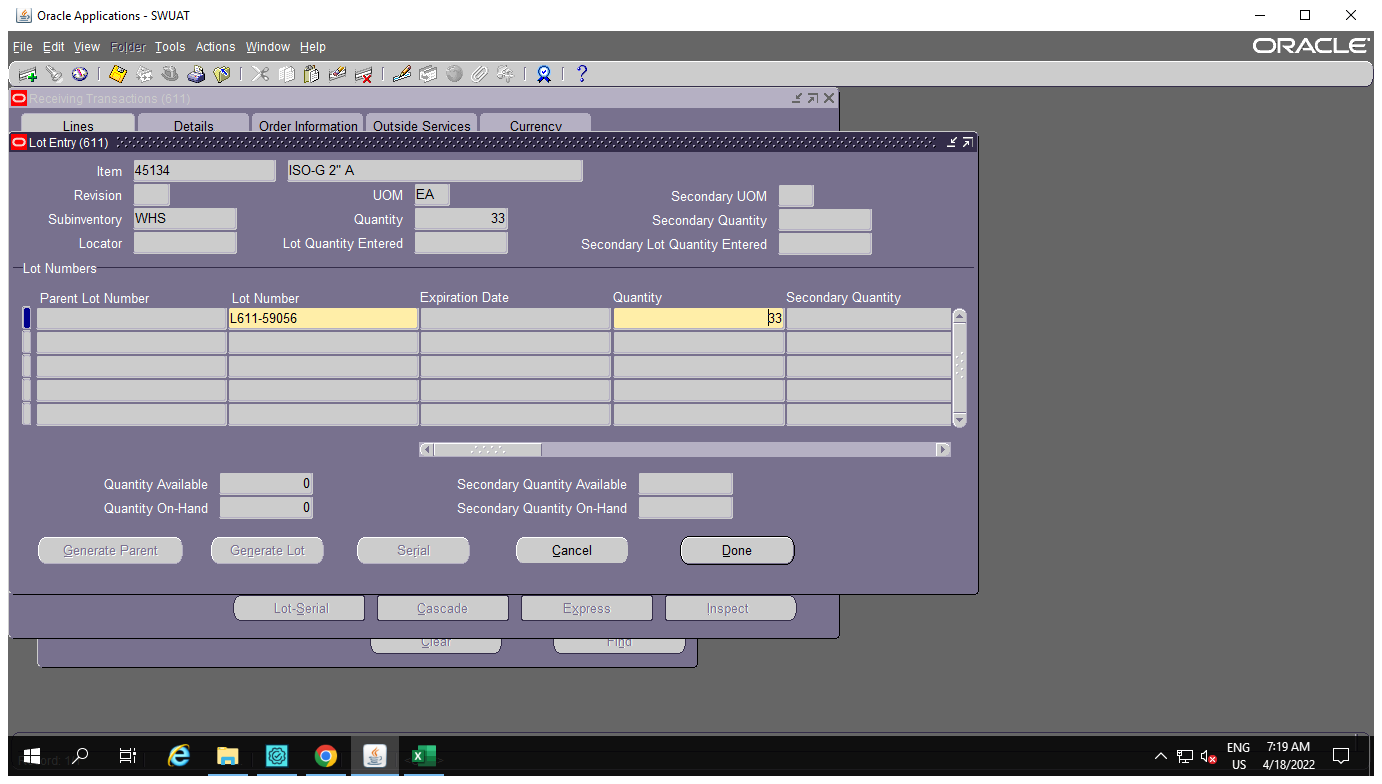 Oracle Applications - SWUAT
File Edit View Folder Tools Actions Window Help
ORACLE
Receiving Transactions (611)
Lines Details Order Information Outside Services Currency
Lot Entry (611)
Item 45134 ISO-G 2" A
Revision UOM EA Secondary UOM
Subinventory WHS Quantity 33 Secondary Quantity
Locator Lot Quantity Entered Secondary Lot Quantity Entered
Lot Numbers
Parent Lot Number Lot Number Expiration Date Quantity Secondary Quantity
L611-59056 33
Quantity Available 0 Secondary Quantity Available
Quantity On-Hand 0 Secondary Quantity On-Hand
Generate Parent Generate Lot Serial Cancel Done
Lot-Serial Cascade Express Inspect
Clear Find
ENG 7:19 AM
US 4/18/2022